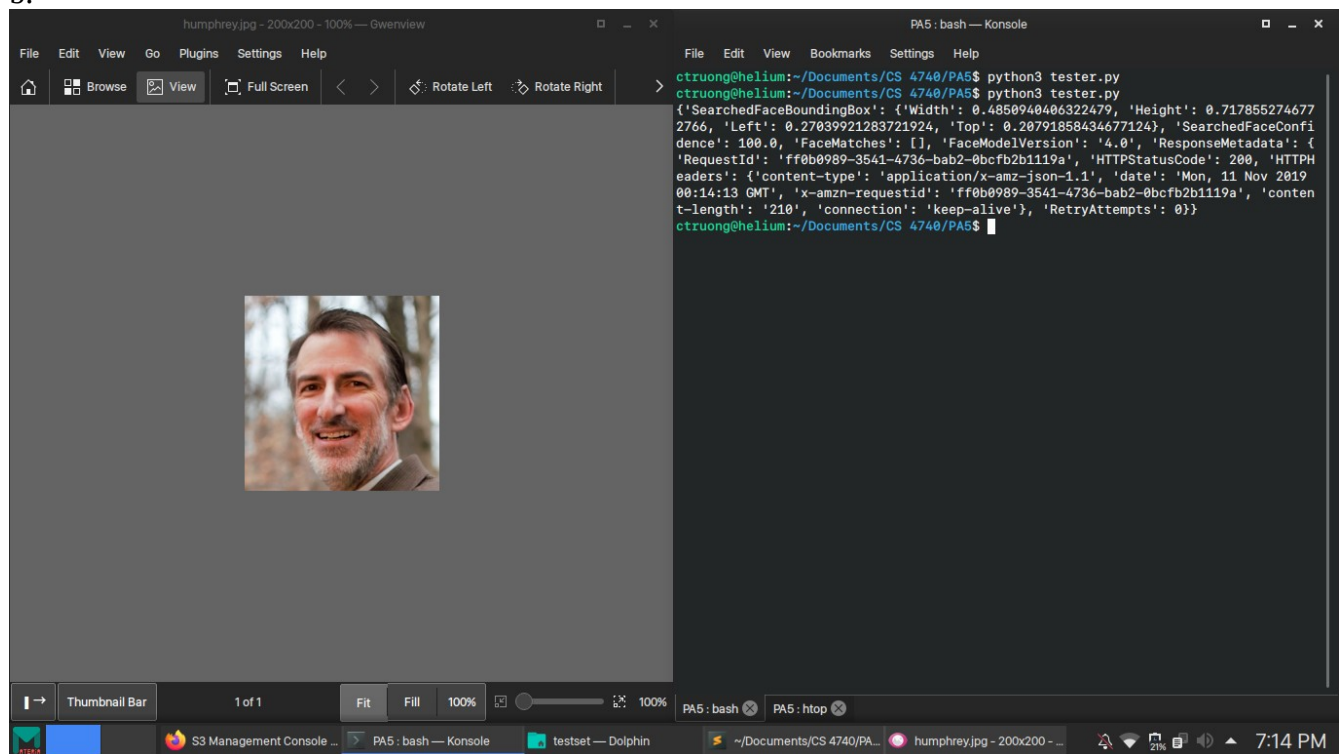 humphrey.jpg - 200x200 - 100% — Gwenview
File Edit View Go Plugins Settings Help
Browse View Full Screen Rotate Left Rotate Right
1 of 1
Thumbnail Bar
Fit Fill 100% 100%
PA5 : bash — Konsole
File Edit View Bookmarks Settings Help
ctruong@helium:~/Documents/CS 4740/PA5$ python3 tester.py
ctruong@helium:~/Documents/CS 4740/PA5$ python3 tester.py
{'SearchedFaceBoundingBox': {'Width': 0.4850940406322479, 'Height': 0.717855274677
2766, 'Left': 0.27039921283721924, 'Top': 0.20791858434677124}, 'SearchedFaceConfi
dence': 100.0, 'FaceMatches': [], 'FaceModelVersion': '4.0', 'ResponseMetadata': {
'RequestId': 'ff0b0989-3541-4736-bab2-0bcfb2b1119a', 'HTTPStatusCode': 200, 'HTTPH
eaders': {'content-type': 'application/x-amz-json-1.1', 'date': 'Mon, 11 Nov 2019
00:14:13 GMT', 'x-amzn-requestid': 'ff0b0989-3541-4736-bab2-0bcfb2b1119a', 'conten
t-length': '210', 'connection': 'keep-alive'}, 'RetryAttempts': 0}}
ctruong@helium:~/Documents/CS 4740/PA5$
PA5 : bash PA5 : htop
S3 Management Console ... PA5 : bash — Konsole testset — Dolphin ~/Documents/CS 4740/PA... humphrey.jpg - 200x200 - ... 21% 7:14 PM